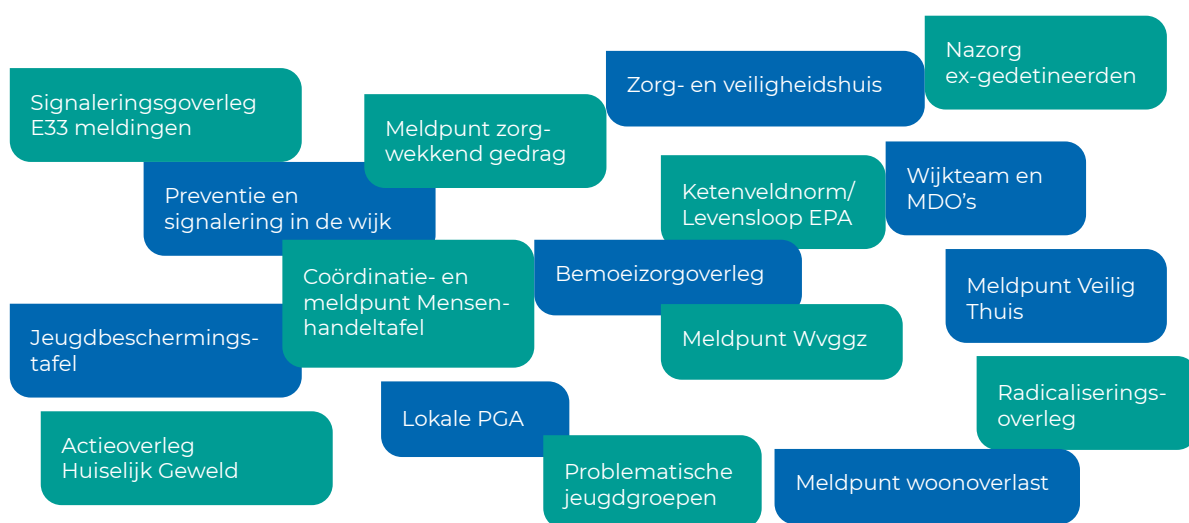 Nazorg
ex-gedetineerden
Zorg- en veiligheidshuis
Signaleringsgoverleg
E33 meldingen
Meldpunt zorg-
wekkend gedrag
Preventie en
signalering in de wijk
Ketenveldnorm/
Levensloop EPA
Wijkteam en
MDO’s
Coördinatie- en
meldpunt Mensen-
handeltafel
Bemoeizorgoverleg
Meldpunt Veilig
Thuis
Jeugdbeschermings-
tafel
Meldpunt Wvggz
Radicaliserings-
overleg
Lokale PGA
Actieoverleg
Huiselijk Geweld
Problematische
jeugdgroepen
Meldpunt woonoverlast